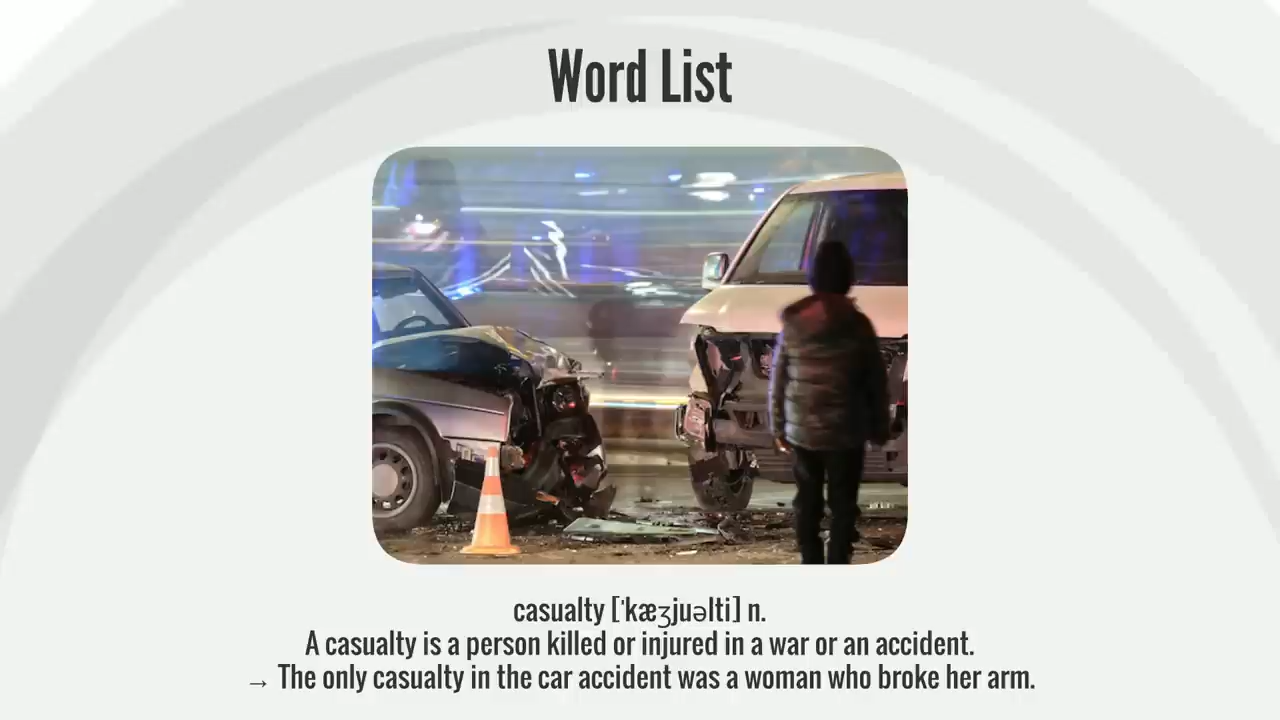 Word List
casualty [ˈkæʒjuəlti] n.
A casualty is a person killed or injured in a war or an accident.
→ The only casualty in the car accident was a woman who broke her arm.